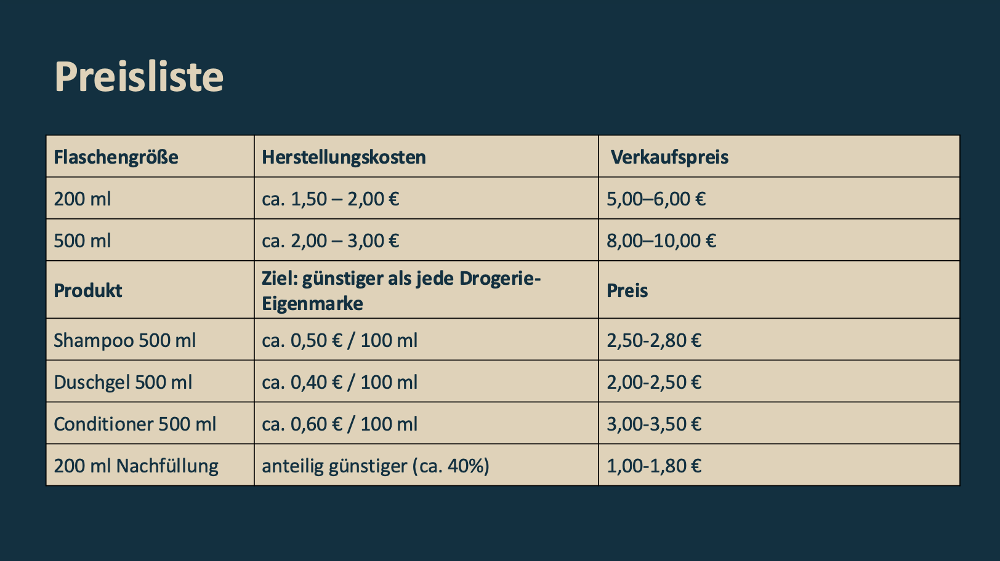 Preisliste
Flaschengröße Herstellungskosten Verkaufspreis
200 ml ca. 1,50 – 2,00 € 5,00–6,00 €
500 ml ca. 2,00 – 3,00 € 8,00–10,00 €
Produkt Ziel: günstiger als jede Drogerie-
Eigenmarke Preis
Shampoo 500 ml ca. 0,50 € / 100 ml 2,50-2,80 €
Duschgel 500 ml ca. 0,40 € / 100 ml 2,00-2,50 €
Conditioner 500 ml ca. 0,60 € / 100 ml 3,00-3,50 €
200 ml Nachfüllung anteilig günstiger (ca. 40%) 1,00-1,80 €